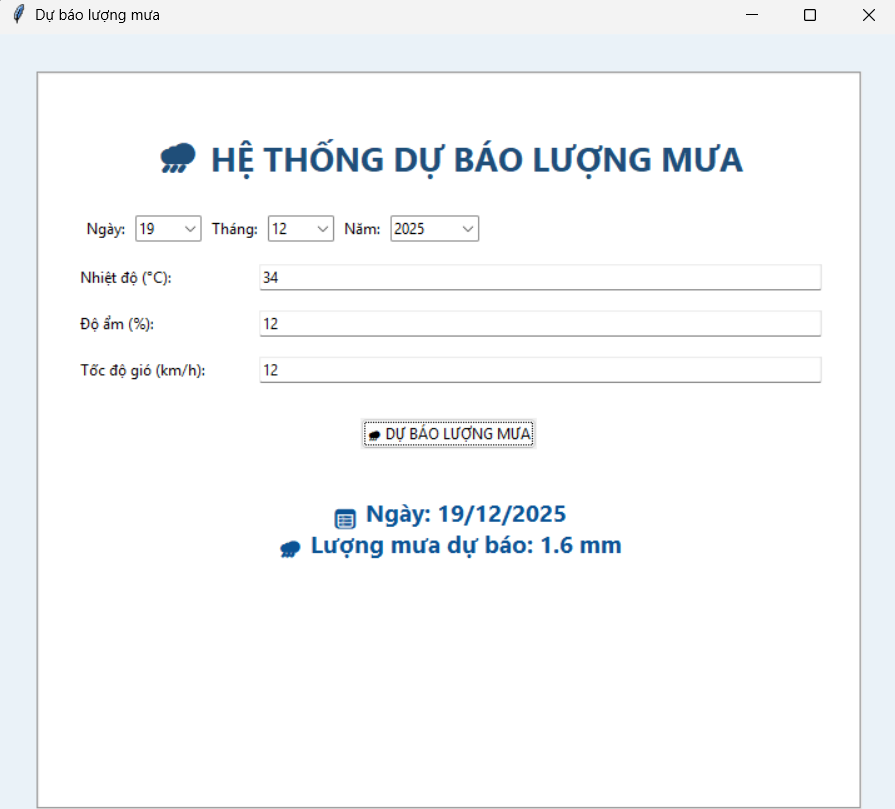 Dự báo lượng mưa
HỆ THỐNG DỰ BÁO LƯỢNG MƯA
Ngày: 19 Tháng: 12 Năm: 2025
Nhiệt độ (°C): 34
Độ ẩm (%): 12
Tốc độ gió (km/h): 12
DỰ BÁO LƯỢNG MƯA
Ngày: 19/12/2025
Lượng mưa dự báo: 1.6 mm